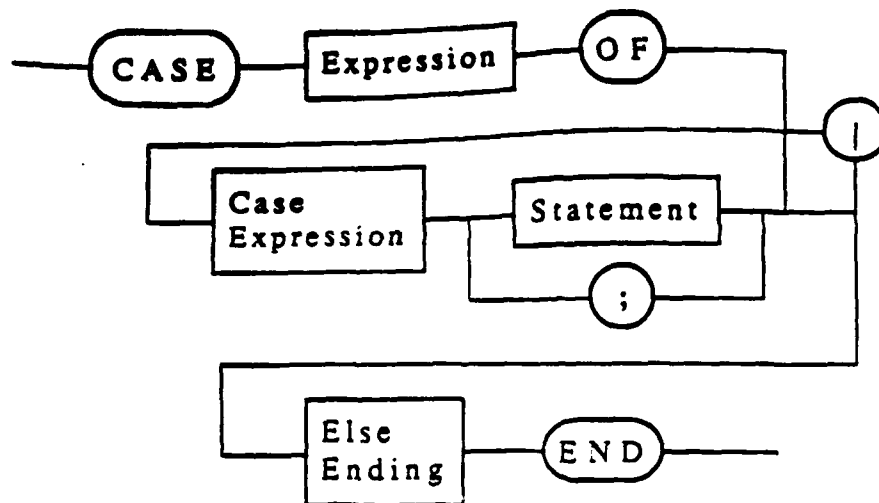 CASE
Expression
OF
|
Case
Expression
Statement
;
Else
Ending
END